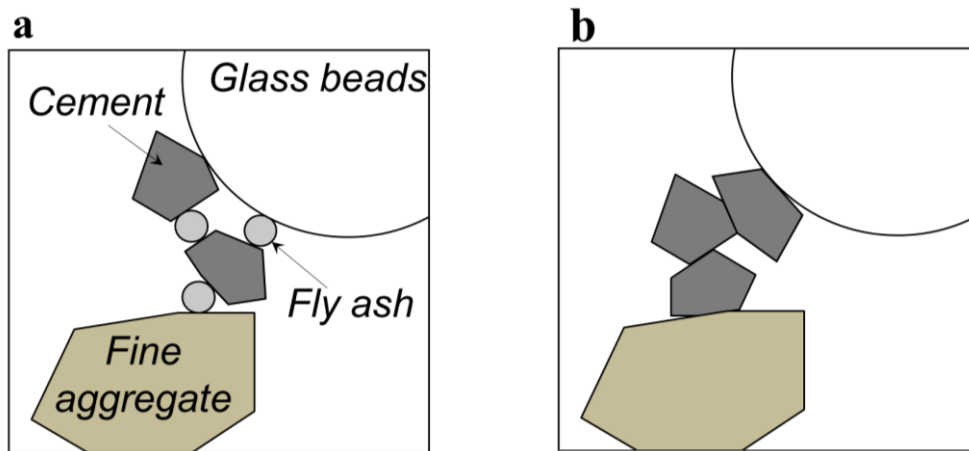 a
b
Glass beads
Cement
Fly ash
Fine
aggregate